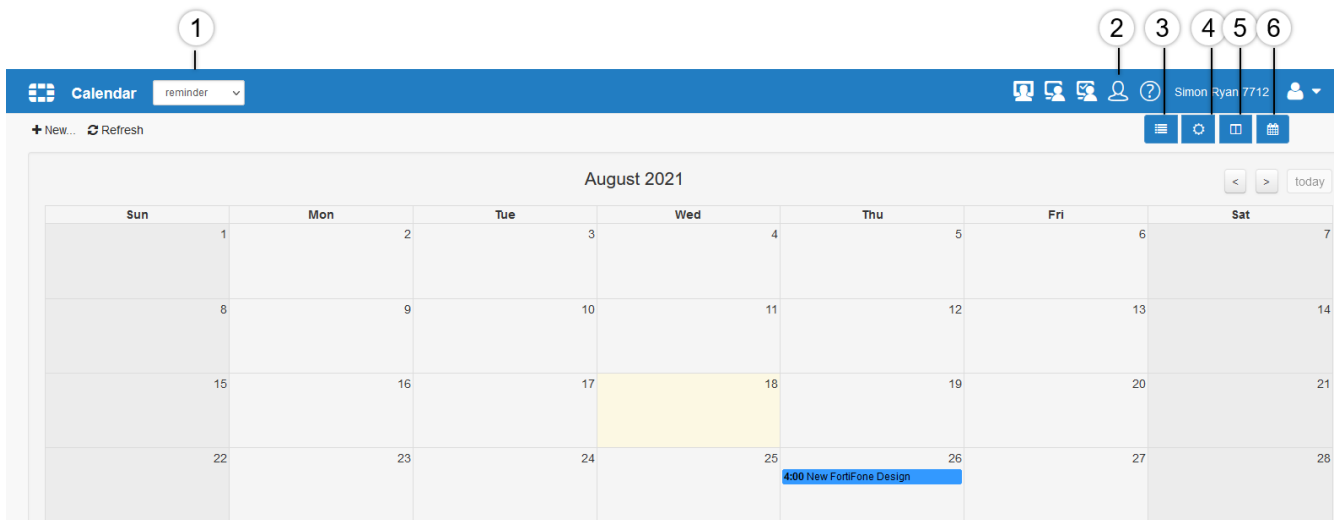 1 2 3 4 5 6
Calendar reminder Simon Ryan 7712
New... Refresh
August 2021 < > today
Sun Mon Tue Wed Thu Fri Sat
1 2 3 4 5 6 7
8 9 10 11 12 13 14
15 16 17 18 19 20 21
22 23 24 25 26 27 28
4:00 New FortiFone Design